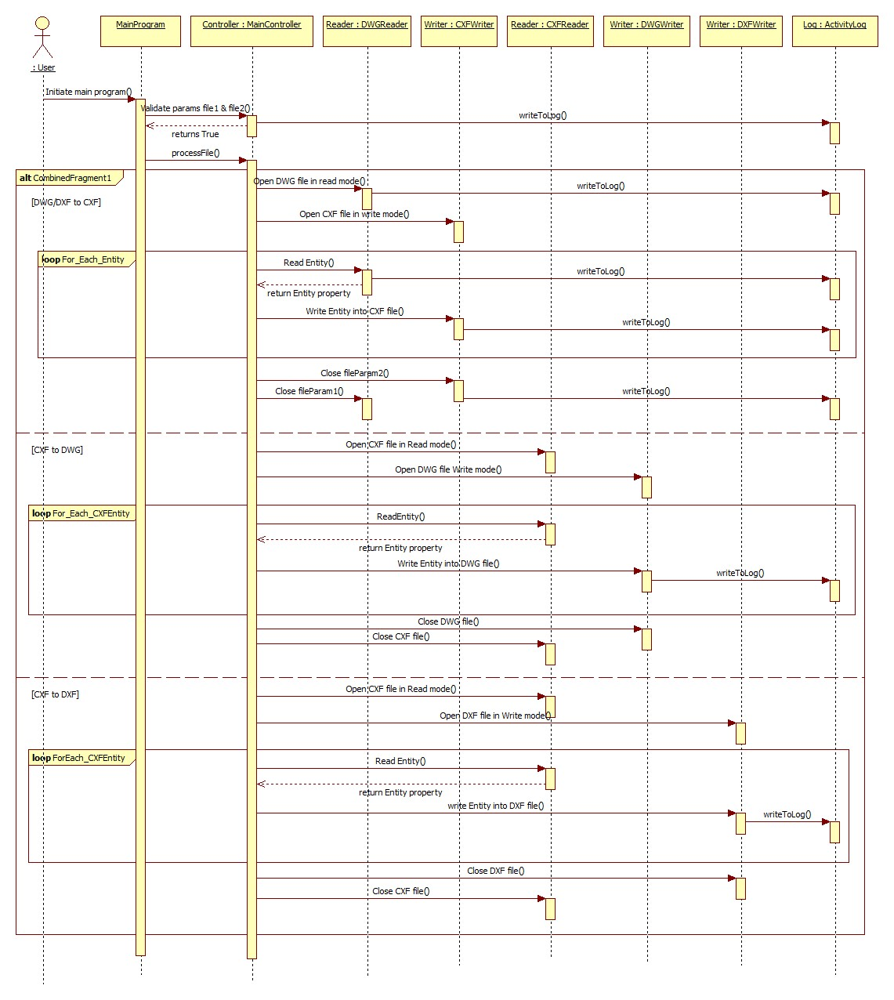 MainProgram
Controller : MainController
Reader : DWGReader
Writer : CXFWriter
Reader : CXFReader
Writer : DWGWriter
Writer : DXFWriter
Log : ActivityLog
: User
Initiate main program()
Validate params file1 & file2()
writeToLog()
returns True
processFile()
alt CombinedFragment1
Open DWG file in read mode()
writeToLog()
[DWG/DXF to CXF]
Open CXF file in write mode()
loop For_Each_Entity
Read Entity()
writeToLog()
return Entity property
Write Entity into CXF file()
writeToLog()
Close fileParam2()
Close fileParam1()
writeToLog()
[CXF to DWG]
Open CXF file in Read mode()
Open DWG file Write mode()
loop For_Each_CXFEntity
ReadEntity()
return Entity property
Write Entity into DWG file()
writeToLog()
Close DWG file()
Close CXF file()
[CXF to DXF]
Open CXF file in Read mode()
Open DXF file in Write mode()
loop ForEach_CXFEntity
Read Entity()
return Entity property
write Entity into DXF file()
writeToLog()
Close DXF file()
Close CXF file()